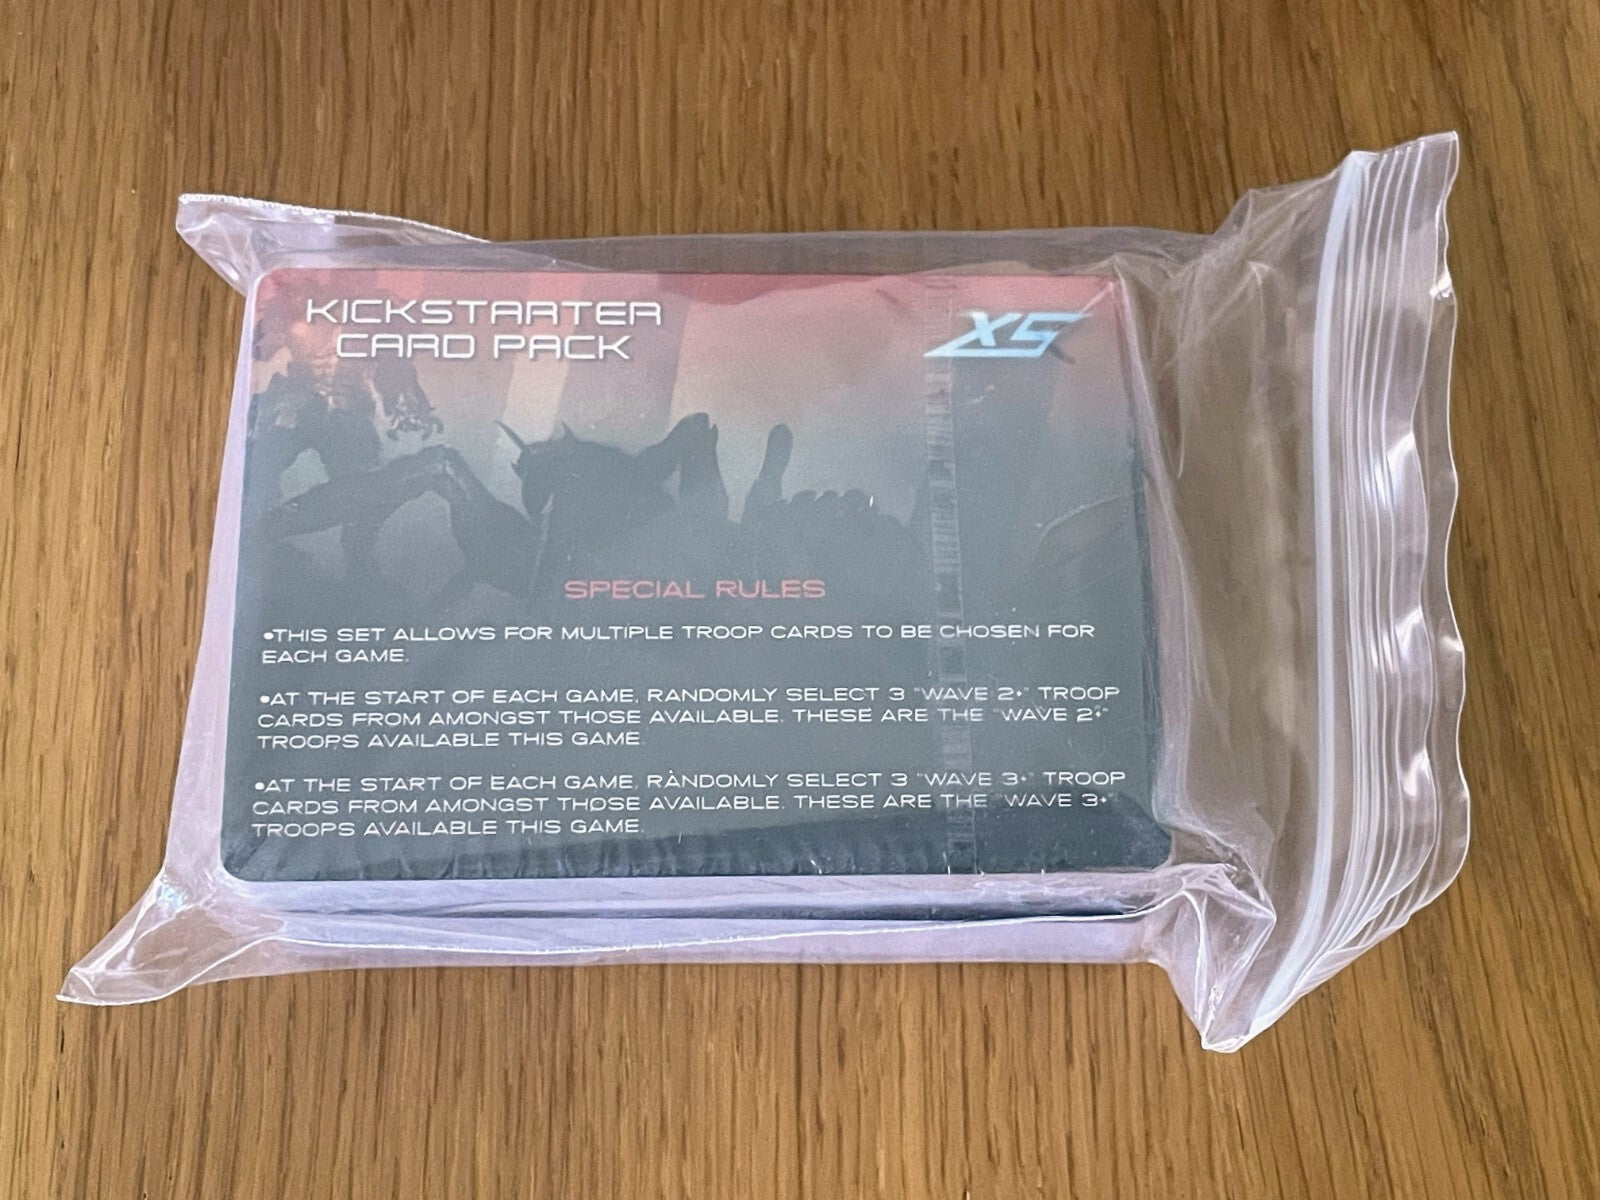 KICKSTARTER
CARD PACK
XS
SPECIAL RULES
•THIS SET ALLOWS FOR MULTIPLE TROOP CARDS TO BE CHOSEN FOR
EACH GAME.
•AT THE START OF EACH GAME, RANDOMLY SELECT 3 "WAVE 2+" TROOP
CARDS FROM AMONGST THOSE AVAILABLE. THESE ARE THE "WAVE 2+"
TROOPS AVAILABLE THIS GAME.
•AT THE START OF EACH GAME, RANDOMLY SELECT 3 "WAVE 3+" TROOP
CARDS FROM AMONGST THOSE AVAILABLE. THESE ARE THE "WAVE 3+"
TROOPS AVAILABLE THIS GAME.